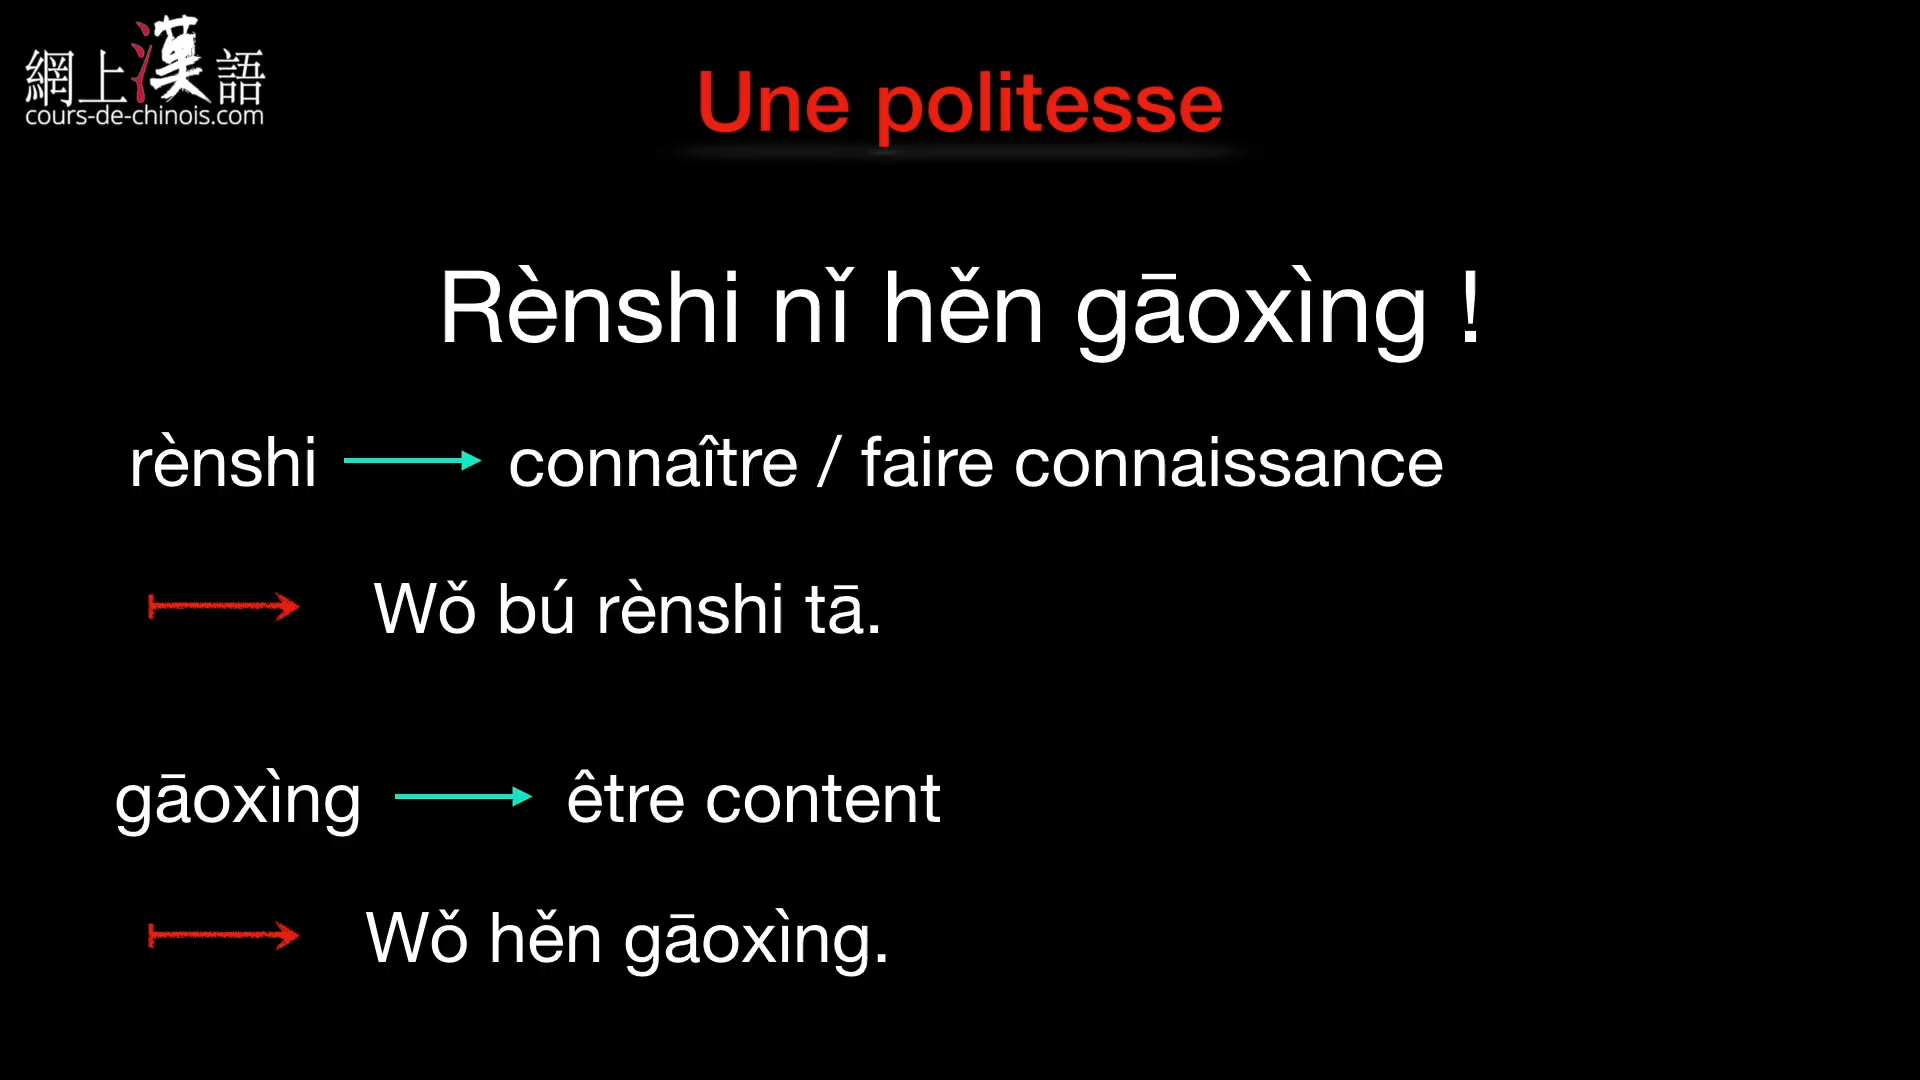 網上漢語
cours-de-chinois.com
Une politesse
Rènshi nǐ hěn gāoxìng !
rènshi connaître / faire connaissance
Wǒ bú rènshi tā.
gāoxìng être content
Wǒ hěn gāoxìng.